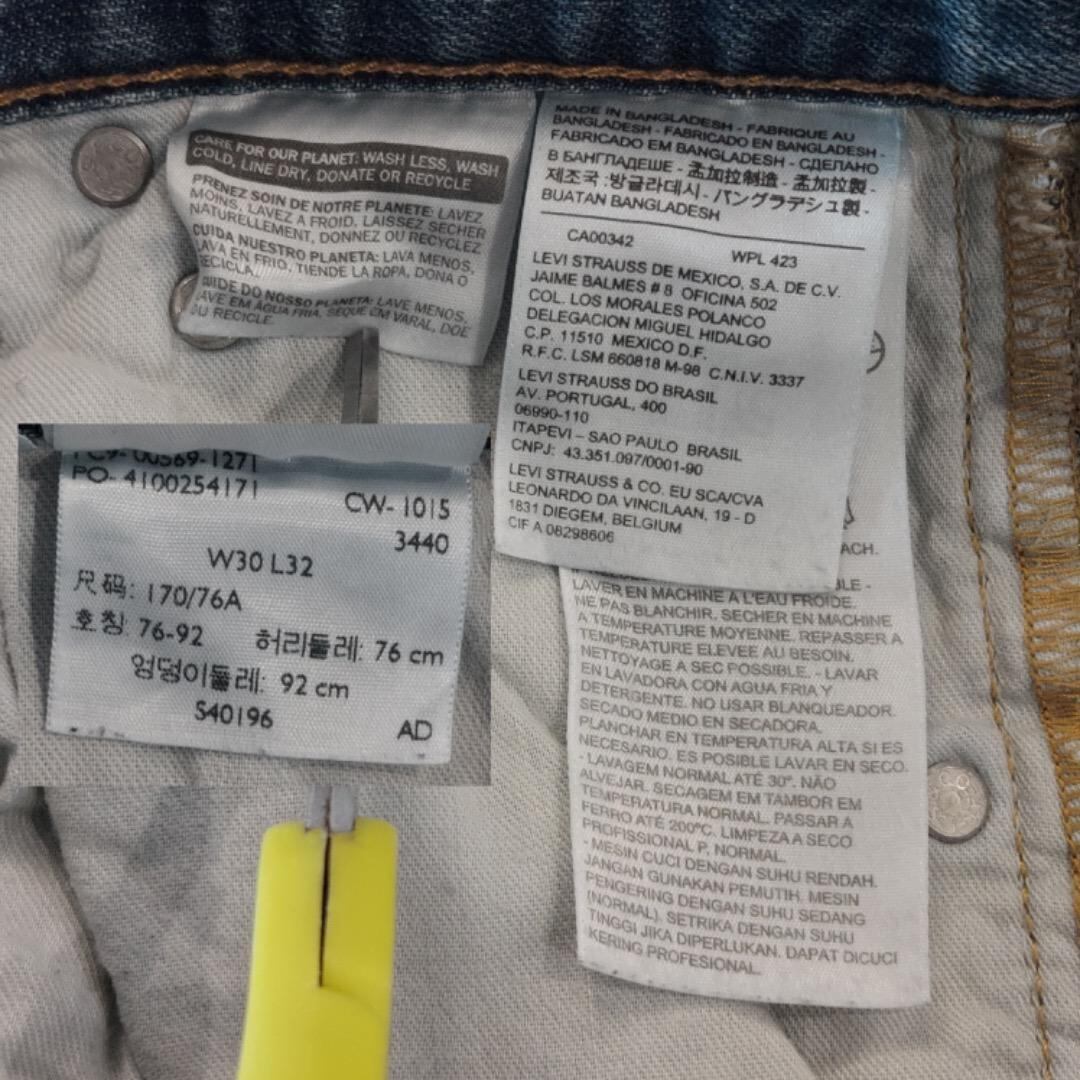 CARE FOR OUR PLANET: WASH LESS, WASH
COLD, LINE DRY, DONATE OR RECYCLE
PRENEZ SOIN DE NOTRE PLANETE: LAVEZ
MOINS, LAVEZ A FROID, LAISSEZ SECHER
NATURELLEMENT, DONNEZ OU RECYCLEZ
CUIDA NUESTRO PLANETA: LAVA MENOS,
LAVA EN FRIO, TIENDE LA ROPA, DONA O
RECICLA.
DO NOSSO PLANETA: LAVE MENOS,
EM AGUA FRIA, SEQUE EM VARAL, DOE
OU RECICLE.
MADE IN BANGLADESH - FABRIQUE AU
BANGLADESH - FABRICADO EN BANGLADESH -
FABRICADO EM BANGLADESH - СДЕЛАНО
В БАНГЛАДЕШЕ - 孟加拉制造 - 孟加拉製 -
제조국 :방글라데시 - バングラデシュ製 -
BUATAN BANGLADESH
CA00342 WPL 423
LEVI STRAUSS DE MEXICO, S.A. DE C.V.
JAIME BALMES # 8 OFICINA 502
COL. LOS MORALES POLANCO
DELEGACION MIGUEL HIDALGO
C.P. 11510 MEXICO D.F.
R.F.C. LSM 660818 M-98 C.N.I.V. 3337
LEVI STRAUSS DO BRASIL
AV. PORTUGAL, 400
06990-110
ITAPEVI – SAO PAULO BRASIL
CNPJ: 43.351.097/0001-90
LEVI STRAUSS & CO. EU SCA/CVA
LEONARDO DA VINCILAAN, 19 - D
1831 DIEGEM, BELGIUM
CIF A 08298606
PC9- 00569-1271
PO- 4100254171
CW- 1015
3440
W30 L32
尺码: 170/76A
호칭: 76-92 허리둘레: 76 cm
엉덩이둘레: 92 cm
S40196 AD
LAVER EN MACHINE A L'EAU FROIDE.
NE PAS BLANCHIR. SECHER EN MACHINE
A TEMPERATURE MOYENNE. REPASSER A
TEMPERATURE ELEVEE AU BESOIN.
NETTOYAGE A SEC POSSIBLE. - LAVAR
EN LAVADORA CON AGUA FRIA Y
DETERGENTE. NO USAR BLANQUEADOR.
SECADO MEDIO EN SECADORA.
PLANCHAR EN TEMPERATURA ALTA SI ES
NECESARIO. ES POSIBLE LAVAR EN SECO.
- LAVAGEM NORMAL ATÉ 30°. NÃO
ALVEJAR. SECAGEM EM TAMBOR EM
TEMPERATURA NORMAL. PASSAR A
FERRO ATÉ 200°C. LIMPEZA A SECO
PROFISSIONAL P, NORMAL.
- MESIN CUCI DENGAN SUHU RENDAH.
JANGAN GUNAKAN PEMUTIH. MESIN
PENGERING DENGAN SUHU SEDANG
(NORMAL). SETRIKA DENGAN SUHU
TINGGI JIKA DIPERLUKAN. DAPAT DICUCI
KERING PROFESIONAL.